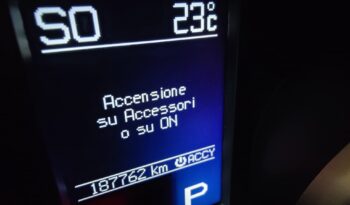 SO 23°C
Accensione
su Accessori
o su ON
187762 km ACCY
P